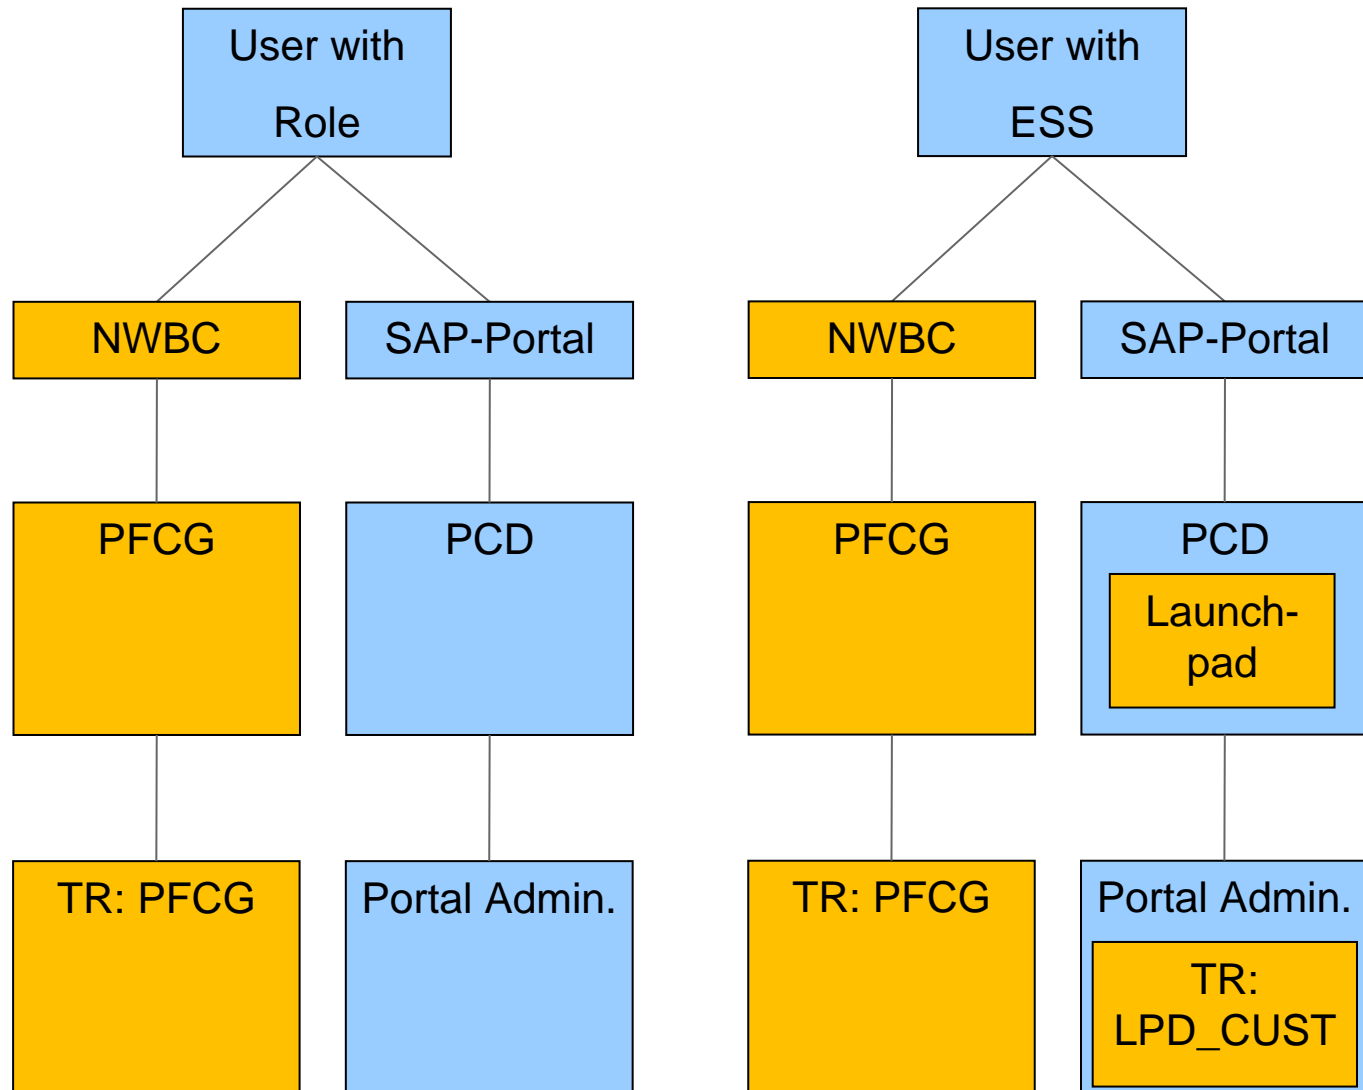 User with
Role
User with
ESS
NWBC
SAP-Portal
NWBC
SAP-Portal
PFCG
PCD
PFCG
PCD
Launch-
pad
TR: PFCG
Portal Admin.
TR: PFCG
Portal Admin.
TR:
LPD_CUST